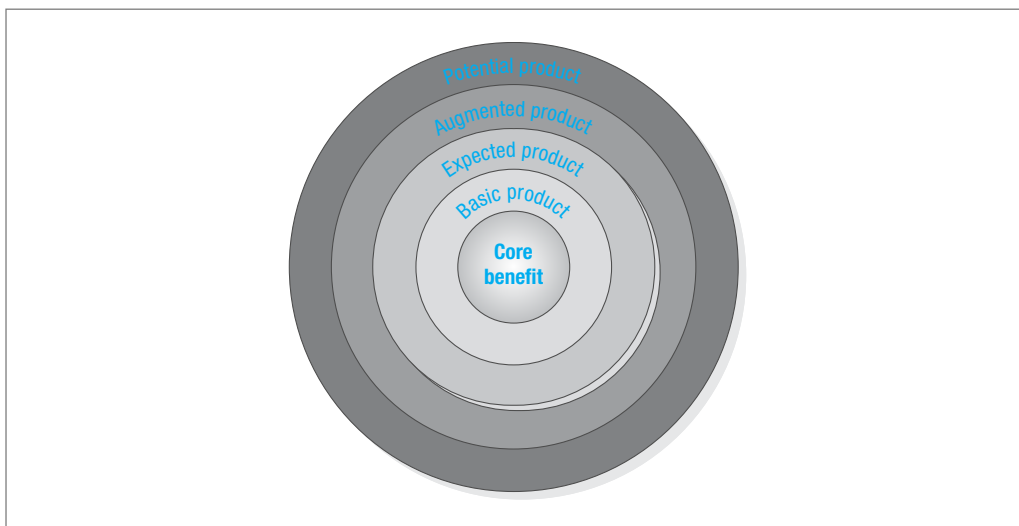 Potential product
Augmented product
Expected product
Basic product
Core
benefit